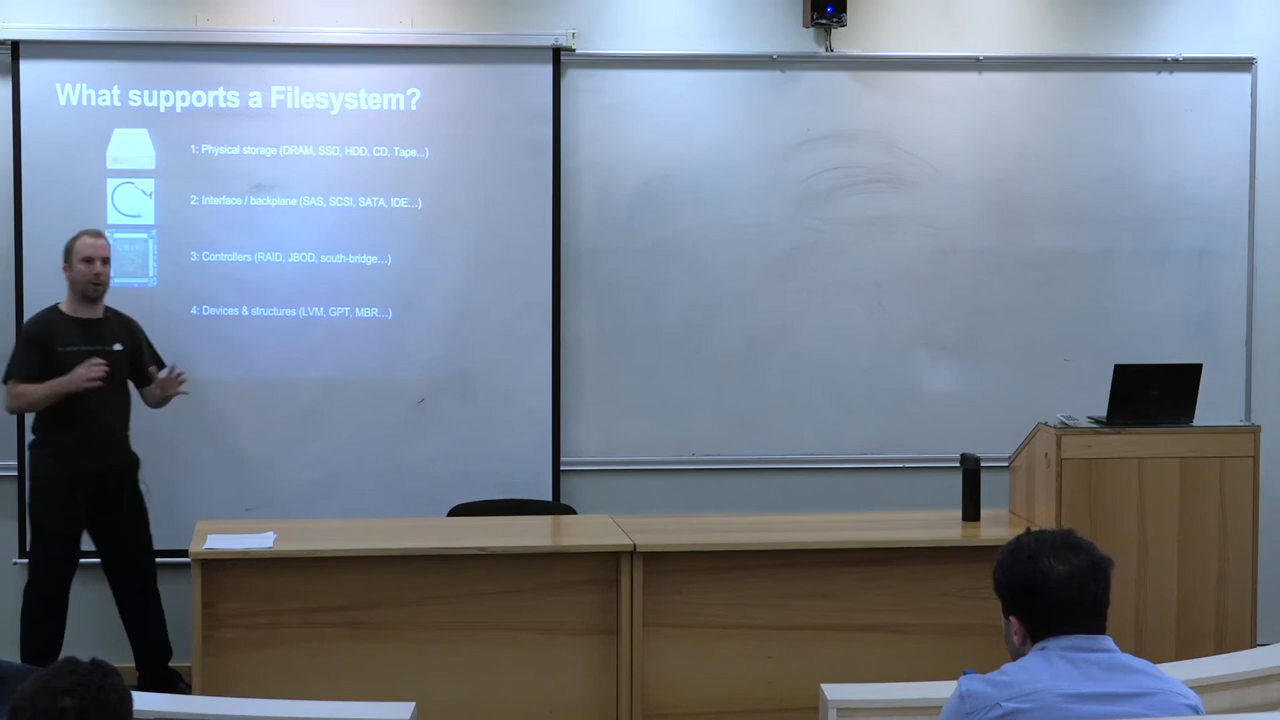 What supports a Filesystem?
1: Physical storage (DRAM, SSD, HDD, CD, Tape...)
2: Interface / backplane (SAS, SCSI, SATA, IDE...)
3: Controllers (RAID, JBOD, south-bridge...)
4: Devices & structures (LVM, GPT, MBR...)